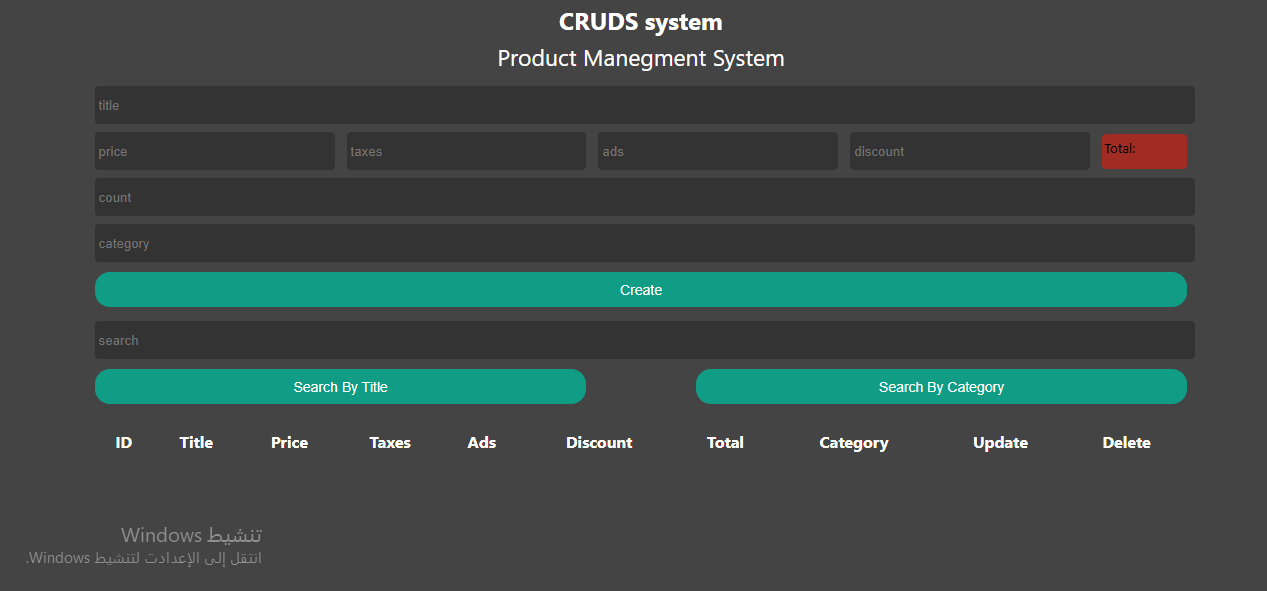 CRUDS system
Product Manegment System
title
price taxes ads discount Total:
count
category
Create
search
Search By Title Search By Category
ID Title Price Taxes Ads Discount Total Category Update Delete
تنشيط Windows
انتقل إلى الإعدادت لتنشيط Windows.